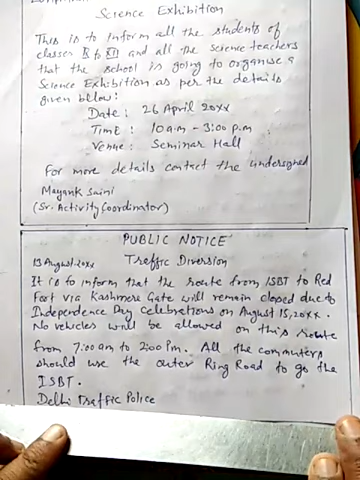 Science Exhibition
This is to inform all the students of
classes X to XII and all the science teachers
that the school is going to organise a
Science Exhibition as per the details
given bllow:
Date: 26 April 20xx
Time: 10 a.m - 3:00 p.m
Venue: Seminar Hall
For more details contact the undersigned
Mayank Saini
(Sr. Activity Coordinator)
PUBLIC NOTICE
13 August 20xx Traffic Diversion
It is to inform that the route from ISBT to Red
Foot via Kashmere Gate will remain closed due to
Independence Day celebrations on August 15, 20xx.
No vehicles will be allowed on this route
from 7:00 am to 2:00 Pm. All the commuters
should use the outer Ring Road to go the
ISBT.
Delhi Traffic Police